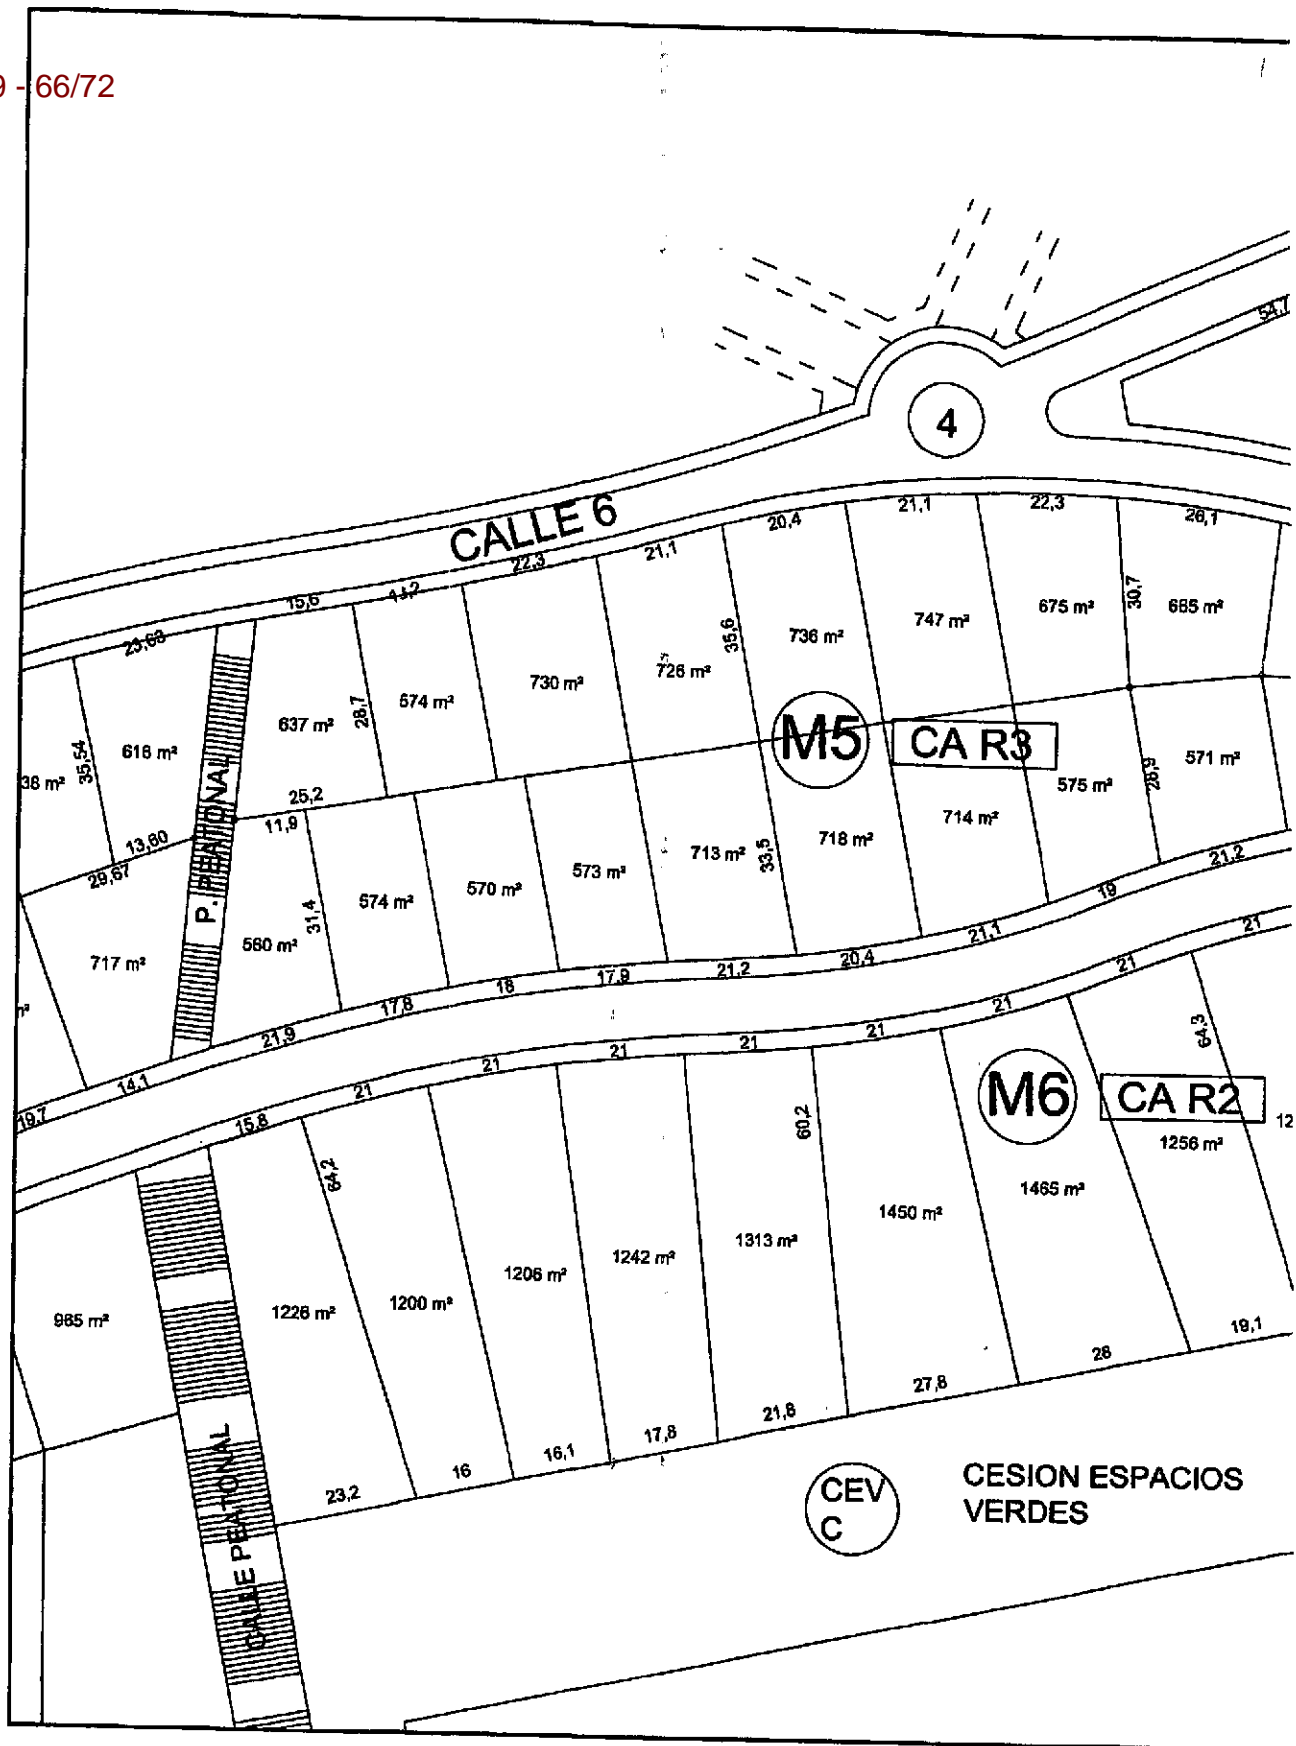 9 - 66/72
54,7
4
CALLE 6
21,1
22,3
26,1
20,4
21,1
22,3
15,6
23,63
30,7
35,6
747 m²
675 m²
685 m²
736 m²
726 m²
730 m²
28,7
574 m²
637 m²
616 m²
35,54
38 m²
M5
CA R3
P. PEATONAL
25,2
11,9
13,60
29,67
28,9
571 m²
575 m²
714 m²
718 m²
33,5
713 m²
573 m²
570 m²
574 m²
31,4
560 m²
717 m²
m²
21,2
19
21,1
20,4
21,2
17,9
18
17,8
21,9
14,1
19,7
21
21
21
21
21
21
21
21
15,8
64,3
60,2
64,2
M6
CA R2
12
1256 m²
1465 m²
1450 m²
1313 m²
1242 m²
1206 m²
1200 m²
1226 m²
965 m²
19,1
28
27,8
21,8
17,8
16,1
16
23,2
CALLE PEATONAL
CEV
C
CESION ESPACIOS
VERDES